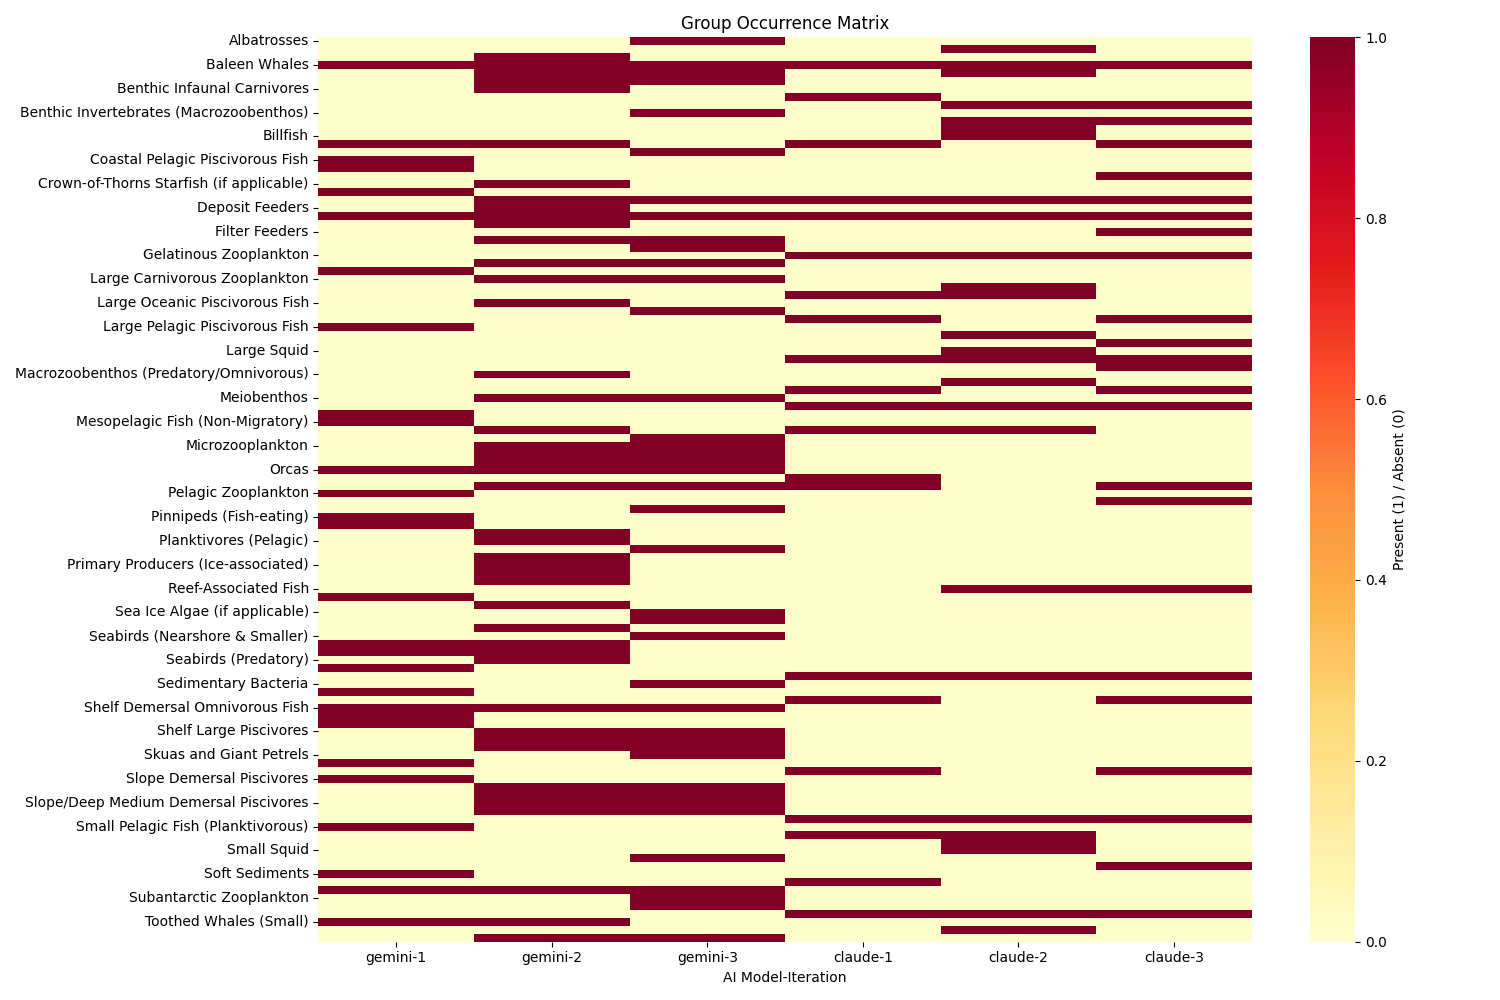 Group Occurrence Matrix
Albatrosses
Baleen Whales
Benthic Infaunal Carnivores
Benthic Invertebrates (Macrozoobenthos)
Billfish
Coastal Pelagic Piscivorous Fish
Crown-of-Thorns Starfish (if applicable)
Deposit Feeders
Filter Feeders
Gelatinous Zooplankton
Large Carnivorous Zooplankton
Large Oceanic Piscivorous Fish
Large Pelagic Piscivorous Fish
Large Squid
Macrozoobenthos (Predatory/Omnivorous)
Meiobenthos
Mesopelagic Fish (Non-Migratory)
Microzooplankton
Orcas
Pelagic Zooplankton
Pinnipeds (Fish-eating)
Planktivores (Pelagic)
Primary Producers (Ice-associated)
Reef-Associated Fish
Sea Ice Algae (if applicable)
Seabirds (Nearshore & Smaller)
Seabirds (Predatory)
Sedimentary Bacteria
Shelf Demersal Omnivorous Fish
Shelf Large Piscivores
Skuas and Giant Petrels
Slope Demersal Piscivores
Slope/Deep Medium Demersal Piscivores
Small Pelagic Fish (Planktivorous)
Small Squid
Soft Sediments
Subantarctic Zooplankton
Toothed Whales (Small)
gemini-1
gemini-2
gemini-3
claude-1
claude-2
claude-3
AI Model-Iteration
1.0
0.8
0.6
0.4
0.2
0.0
Present (1) / Absent (0)